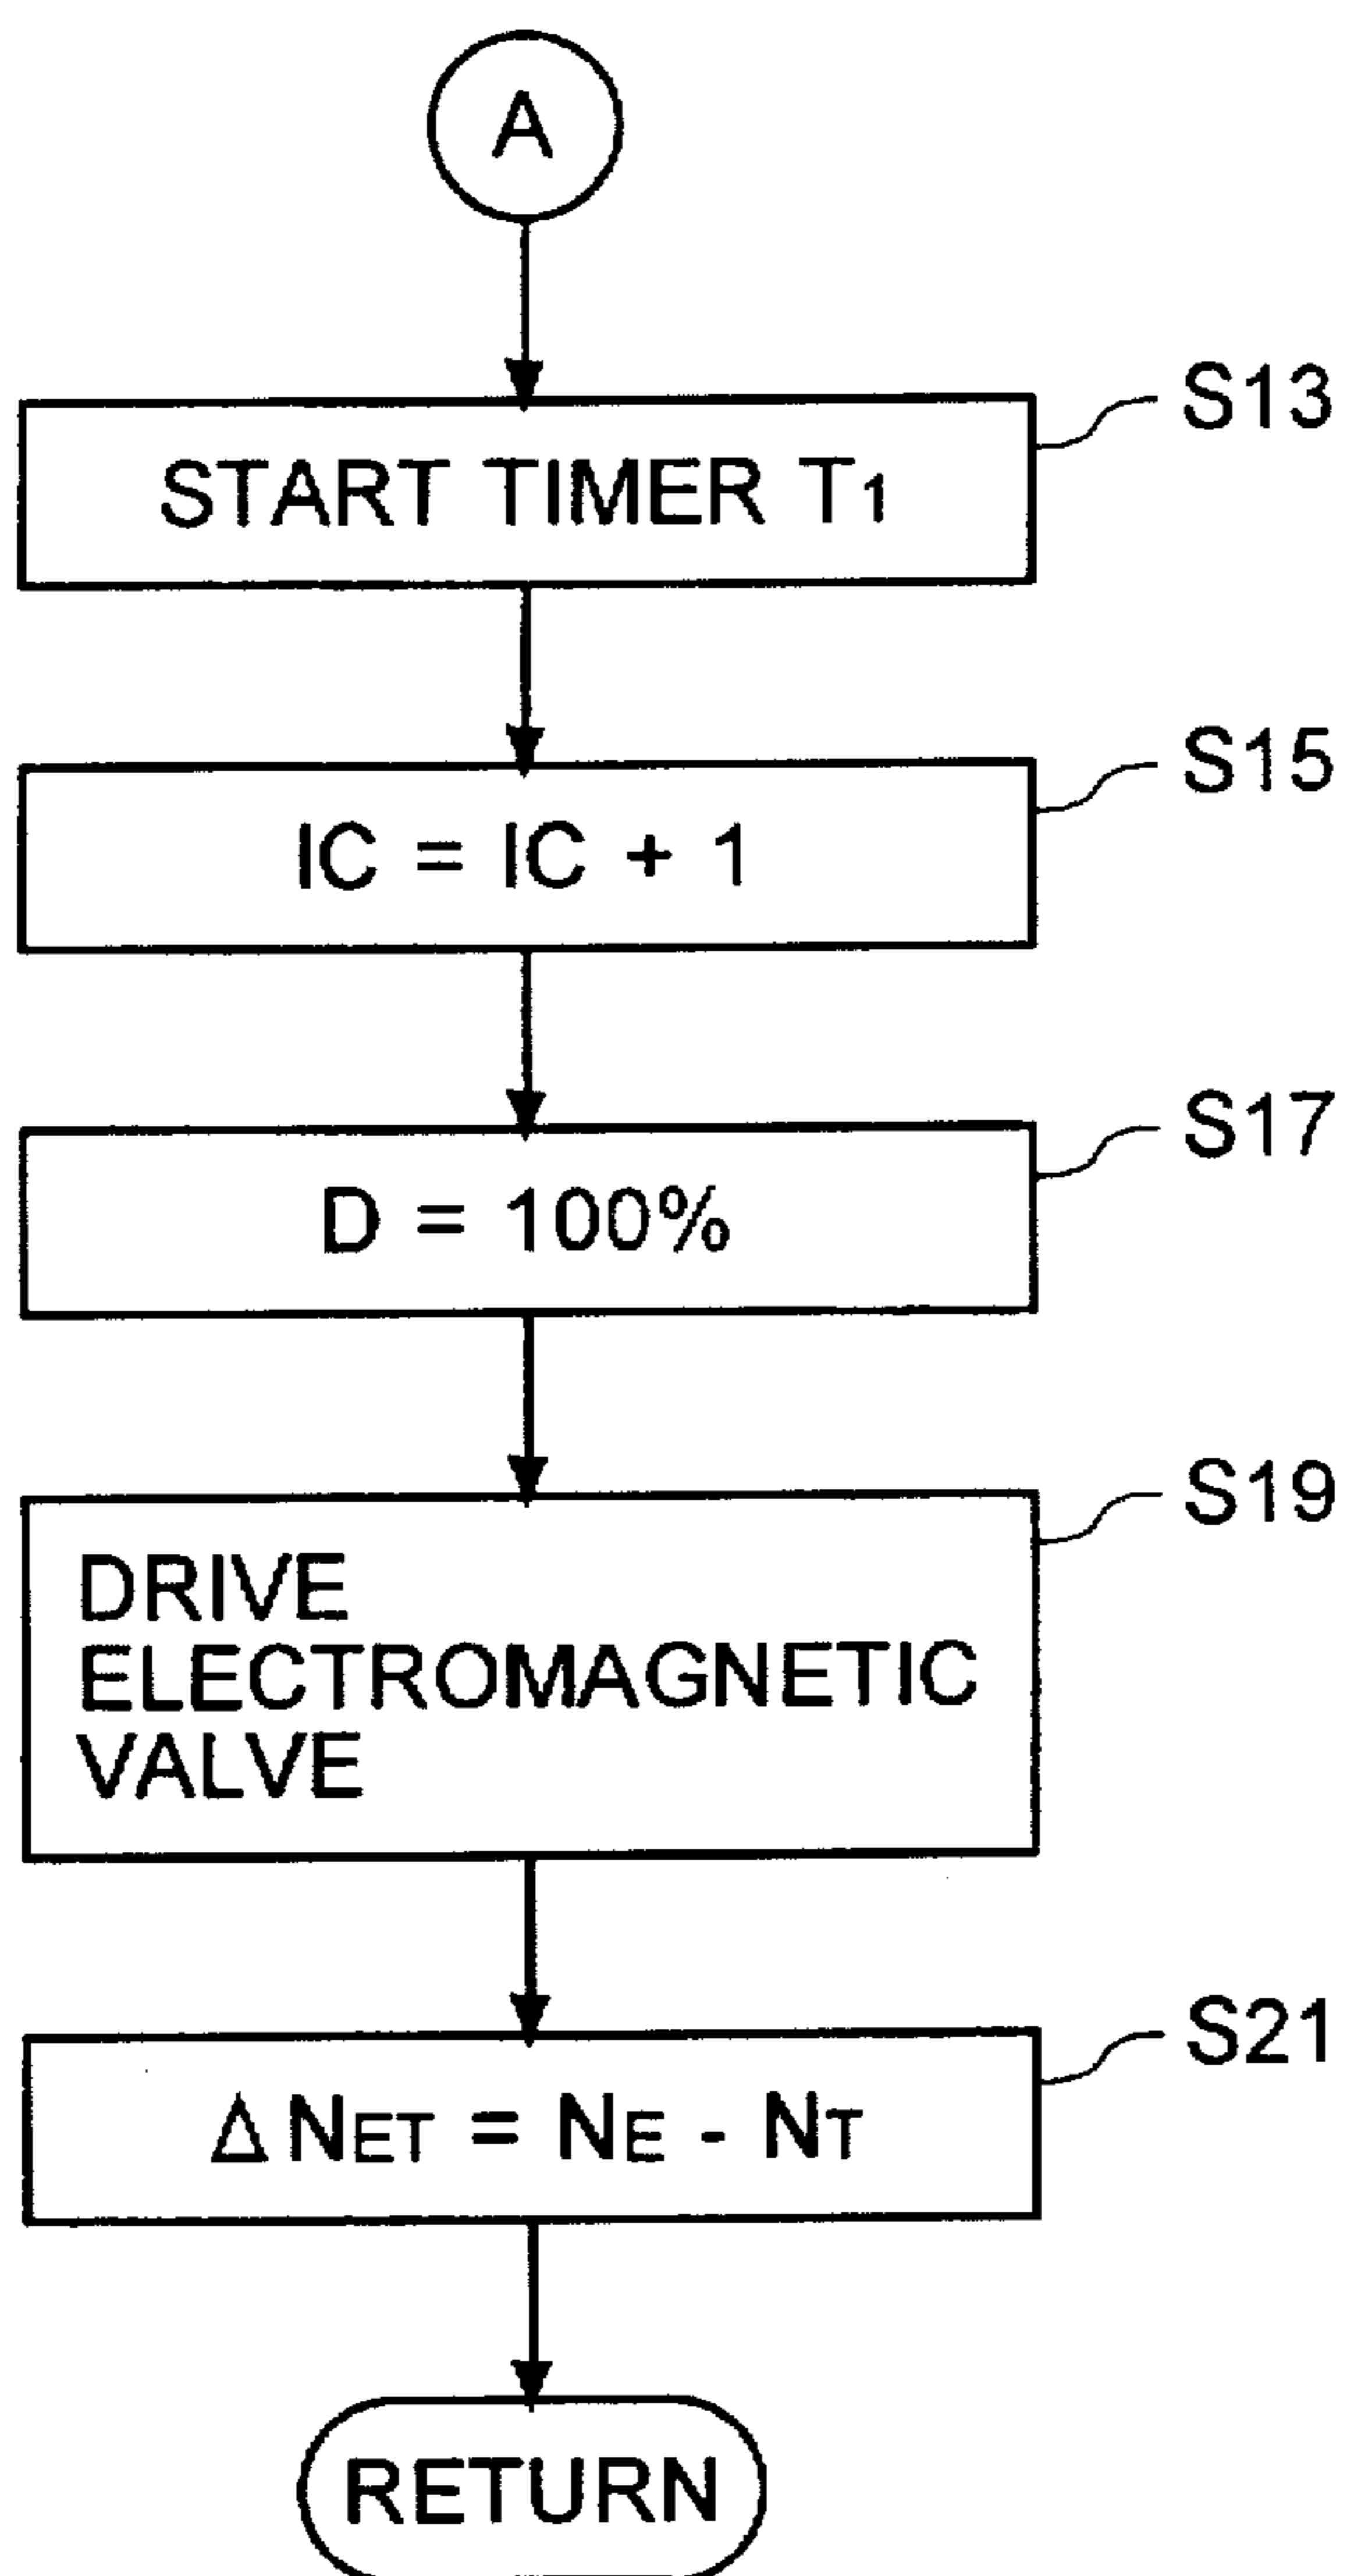 A
S13
START TIMER T1
S15
IC = IC + 1
S17
D = 100%
S19
DRIVE
ELECTROMAGNETIC
VALVE
S21
ΔNET = NE - NT
RETURN